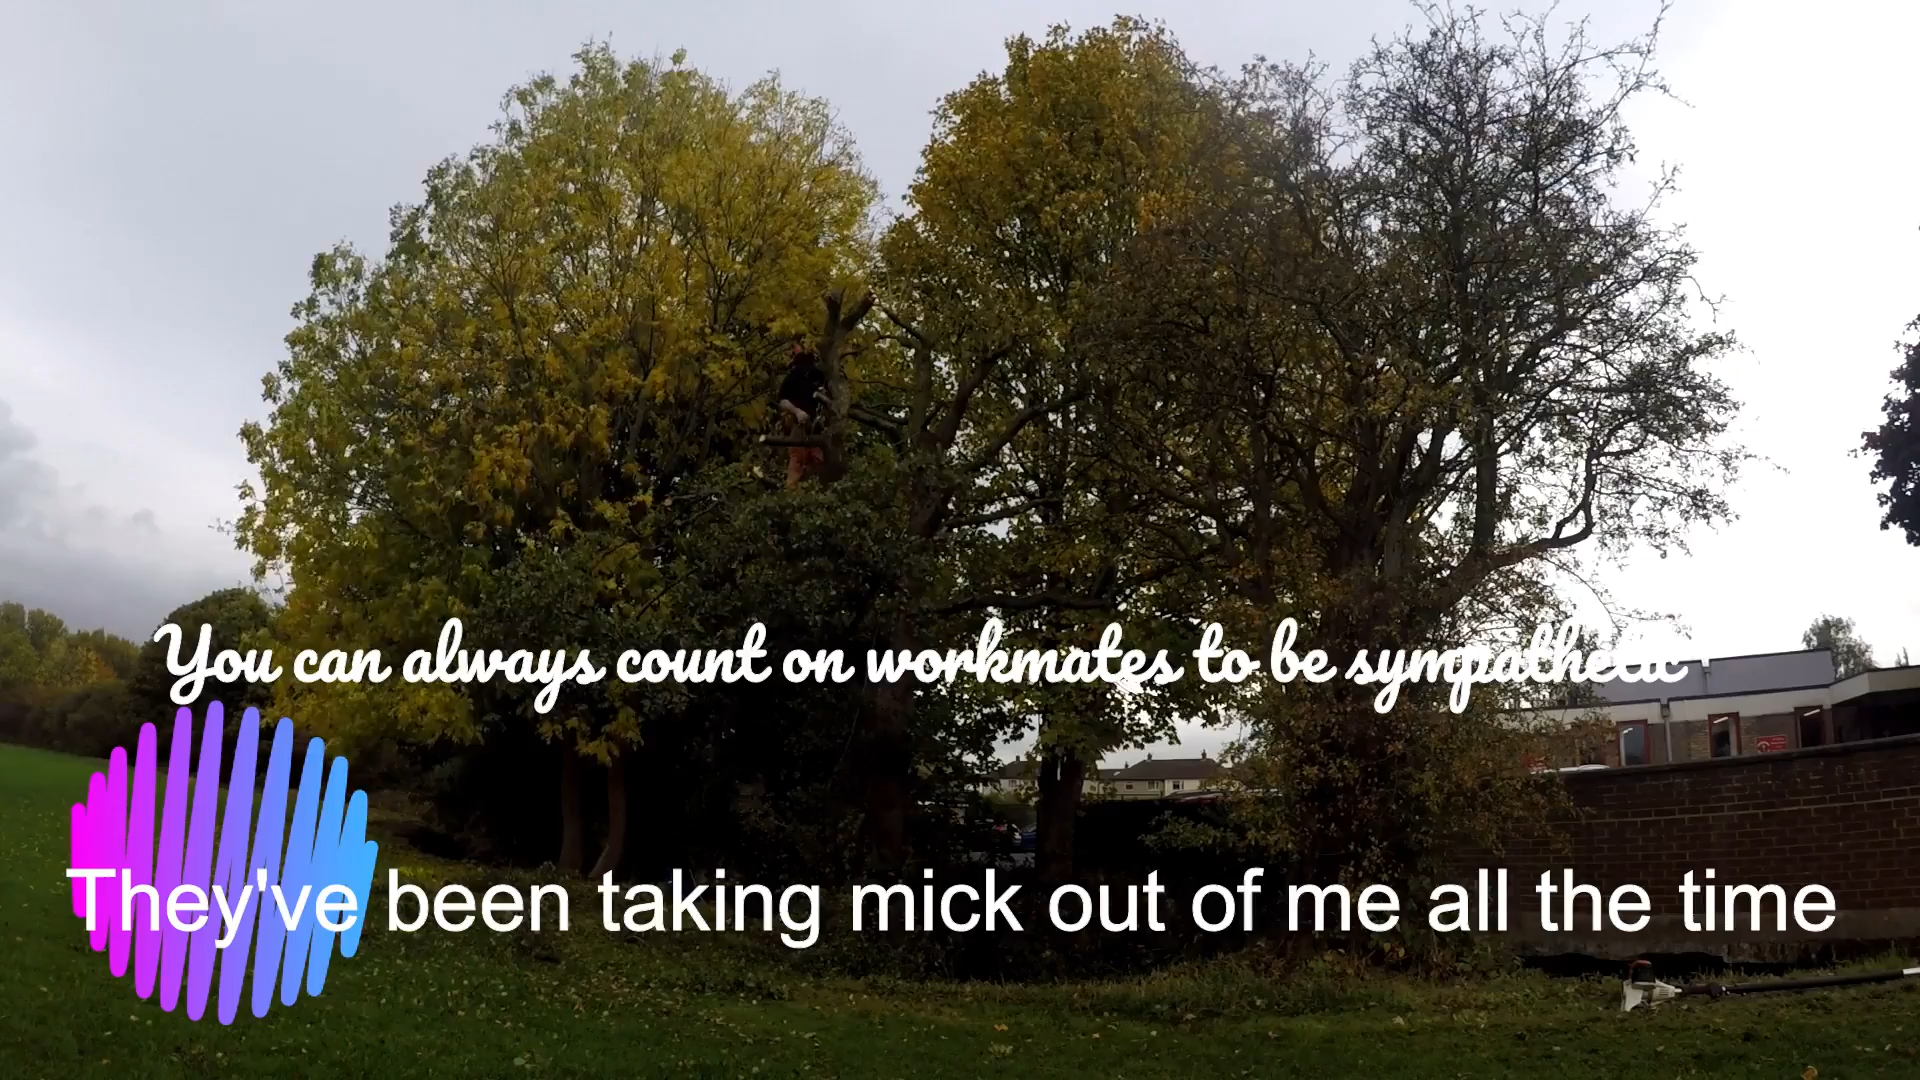 You can always count on workmates to be sympathetic
They've been taking mick out of me all the time